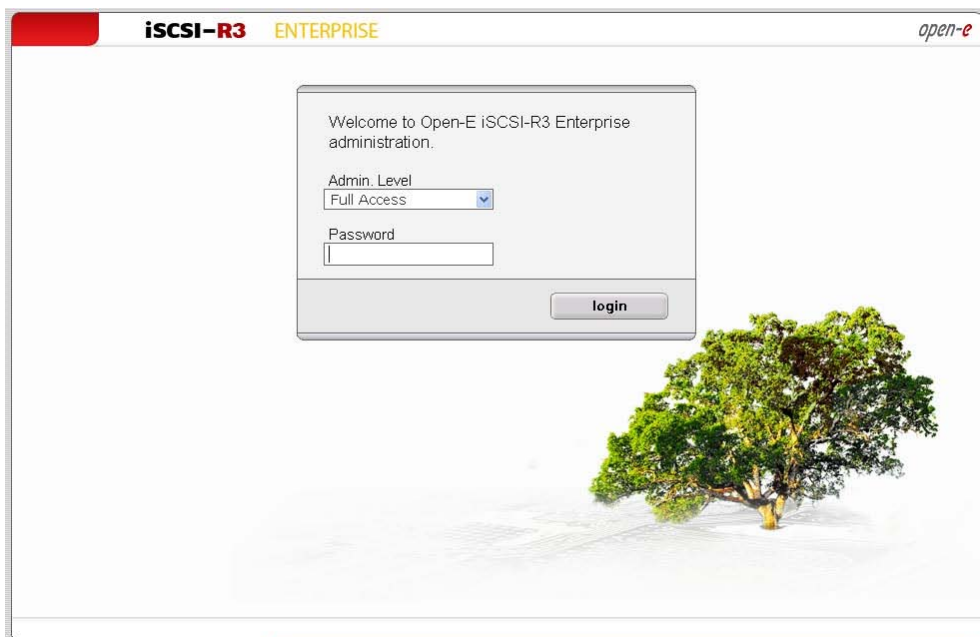 iSCSI-R3 ENTERPRISE
open-e
Welcome to Open-E iSCSI-R3 Enterprise
administration.
Admin. Level
Full Access
Password
login